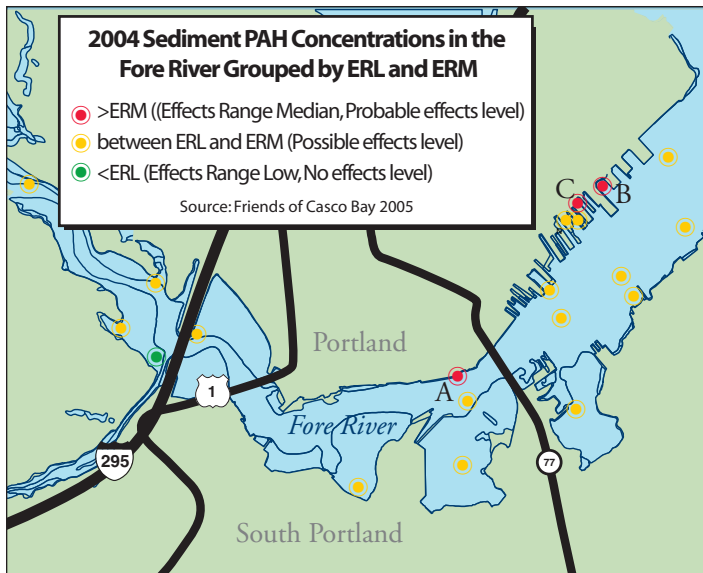 2004 Sediment PAH Concentrations in the
Fore River Grouped by ERL and ERM
>ERM ((Effects Range Median, Probable effects level)
between ERL and ERM (Possible effects level)
<ERL (Effects Range Low, No effects level)
Source: Friends of Casco Bay 2005
C
B
Portland
A
1
Fore River
295
77
South Portland